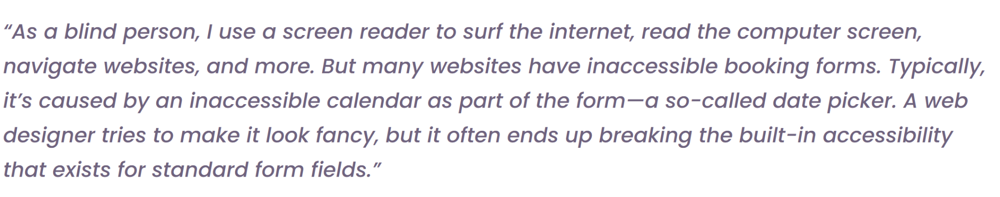 “As a blind person, I use a screen reader to surf the internet, read the computer screen,
navigate websites, and more. But many websites have inaccessible booking forms. Typically,
it’s caused by an inaccessible calendar as part of the form—a so-called date picker. A web
designer tries to make it look fancy, but it often ends up breaking the built-in accessibility
that exists for standard form fields.”